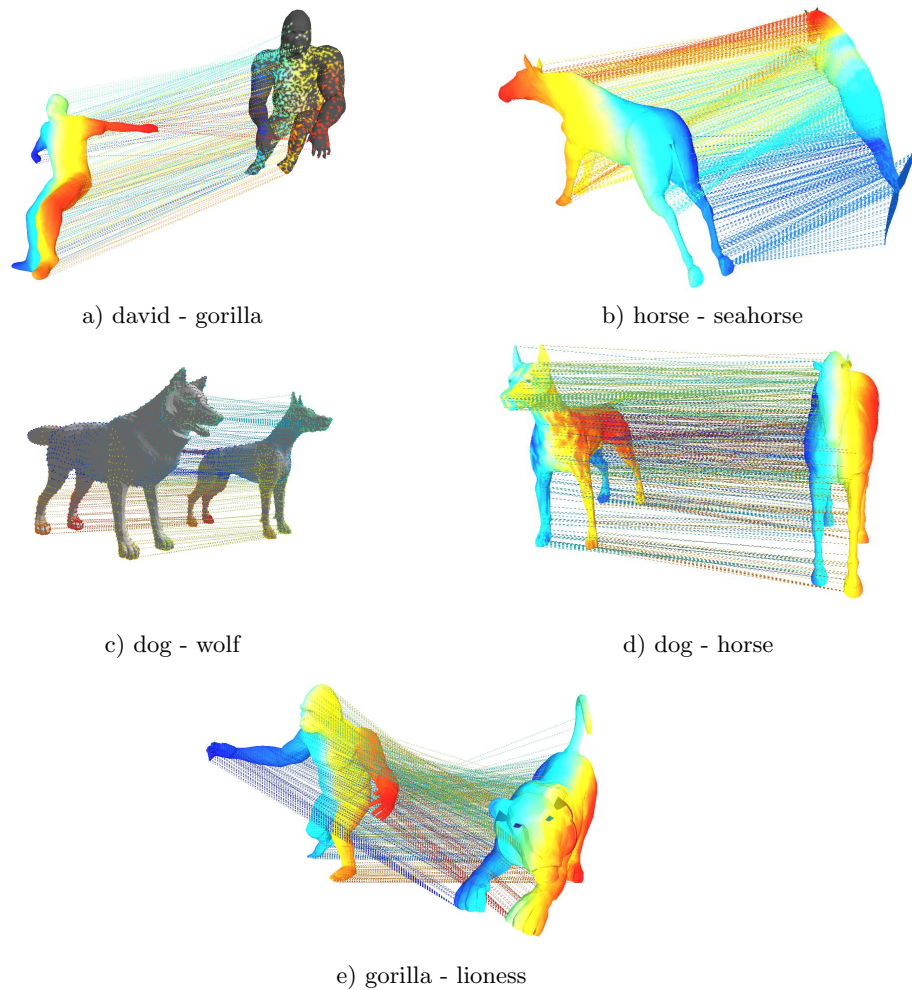 a) david - gorilla
b) horse - seahorse
c) dog - wolf
d) dog - horse
e) gorilla - lioness